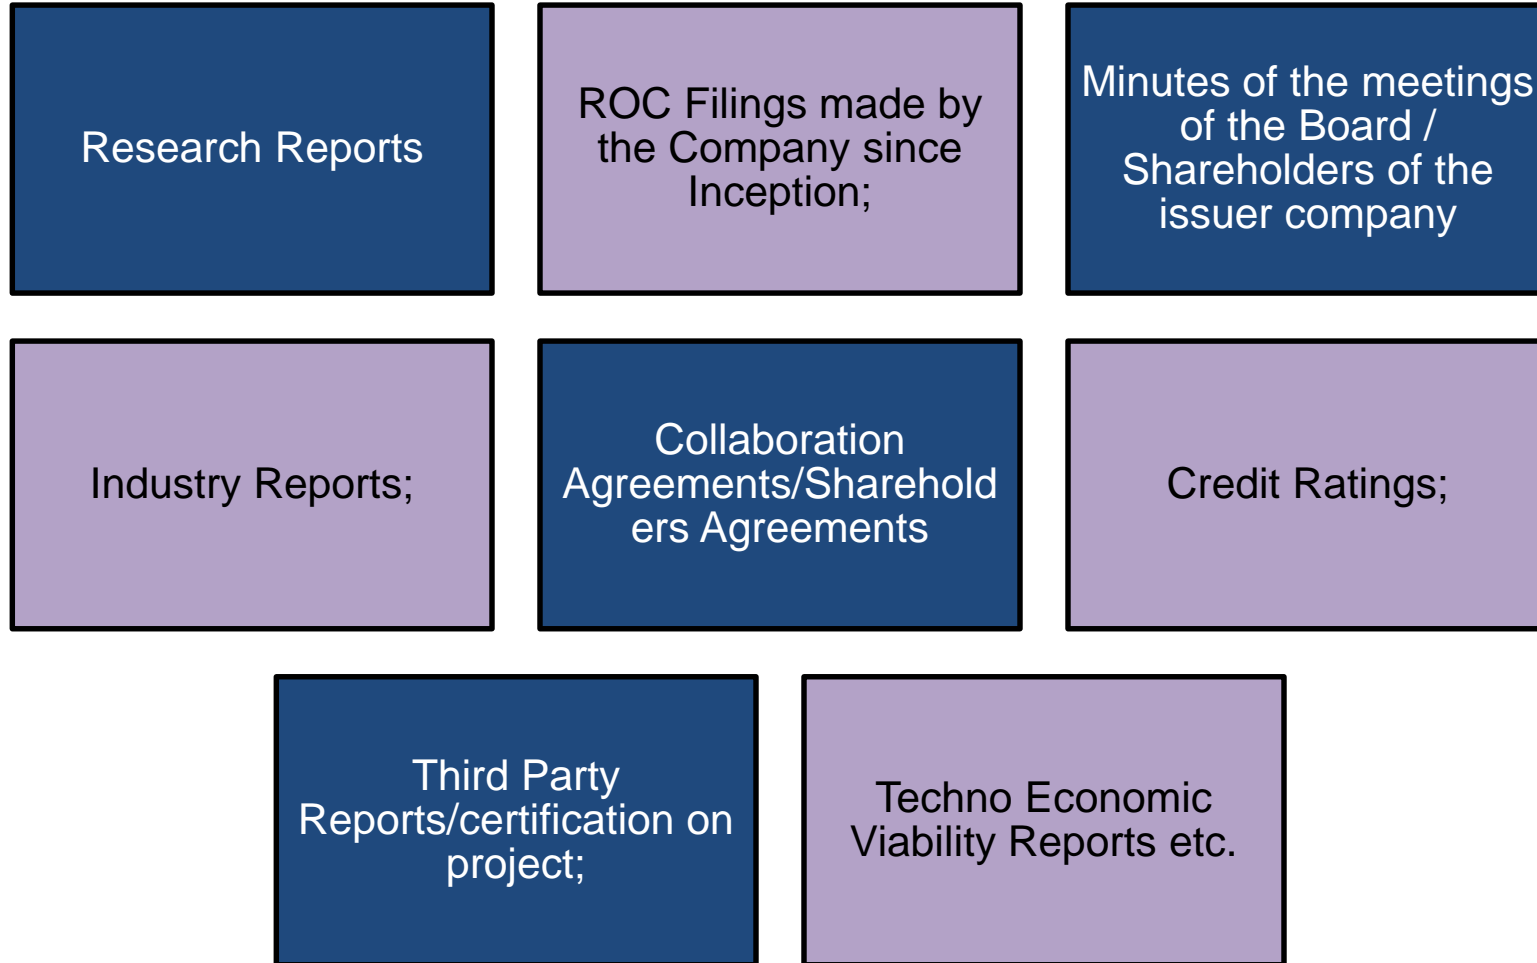 Research Reports
ROC Filings made by
the Company since
Inception;
Minutes of the meetings
of the Board /
Shareholders of the
issuer company
Industry Reports;
Collaboration
Agreements/Sharehold
ers Agreements
Credit Ratings;
Third Party
Reports/certification on
project;
Techno Economic
Viability Reports etc.